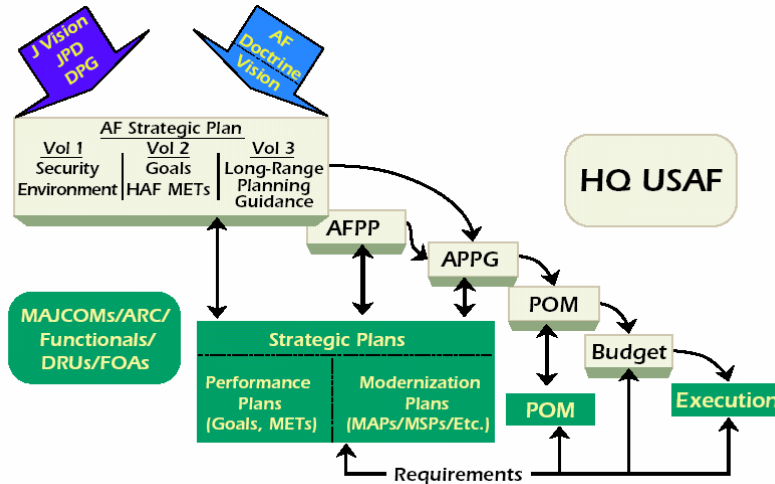 J Vision
JPD
DPG
AF
Doctrine
Vision
AF Strategic Plan
Vol 1
Security
Environment
Vol 2
Goals
HAF METs
Vol 3
Long-Range
Planning
Guidance
HQ USAF
AFPP
APPG
POM
Budget
Execution
MAJCOMs/ARC/
Functionals/
DRUs/FOAs
Strategic Plans
Performance
Plans
(Goals, METs)
Modernization
Plans
(MAPs/MSPs/Etc.)
POM
Requirements